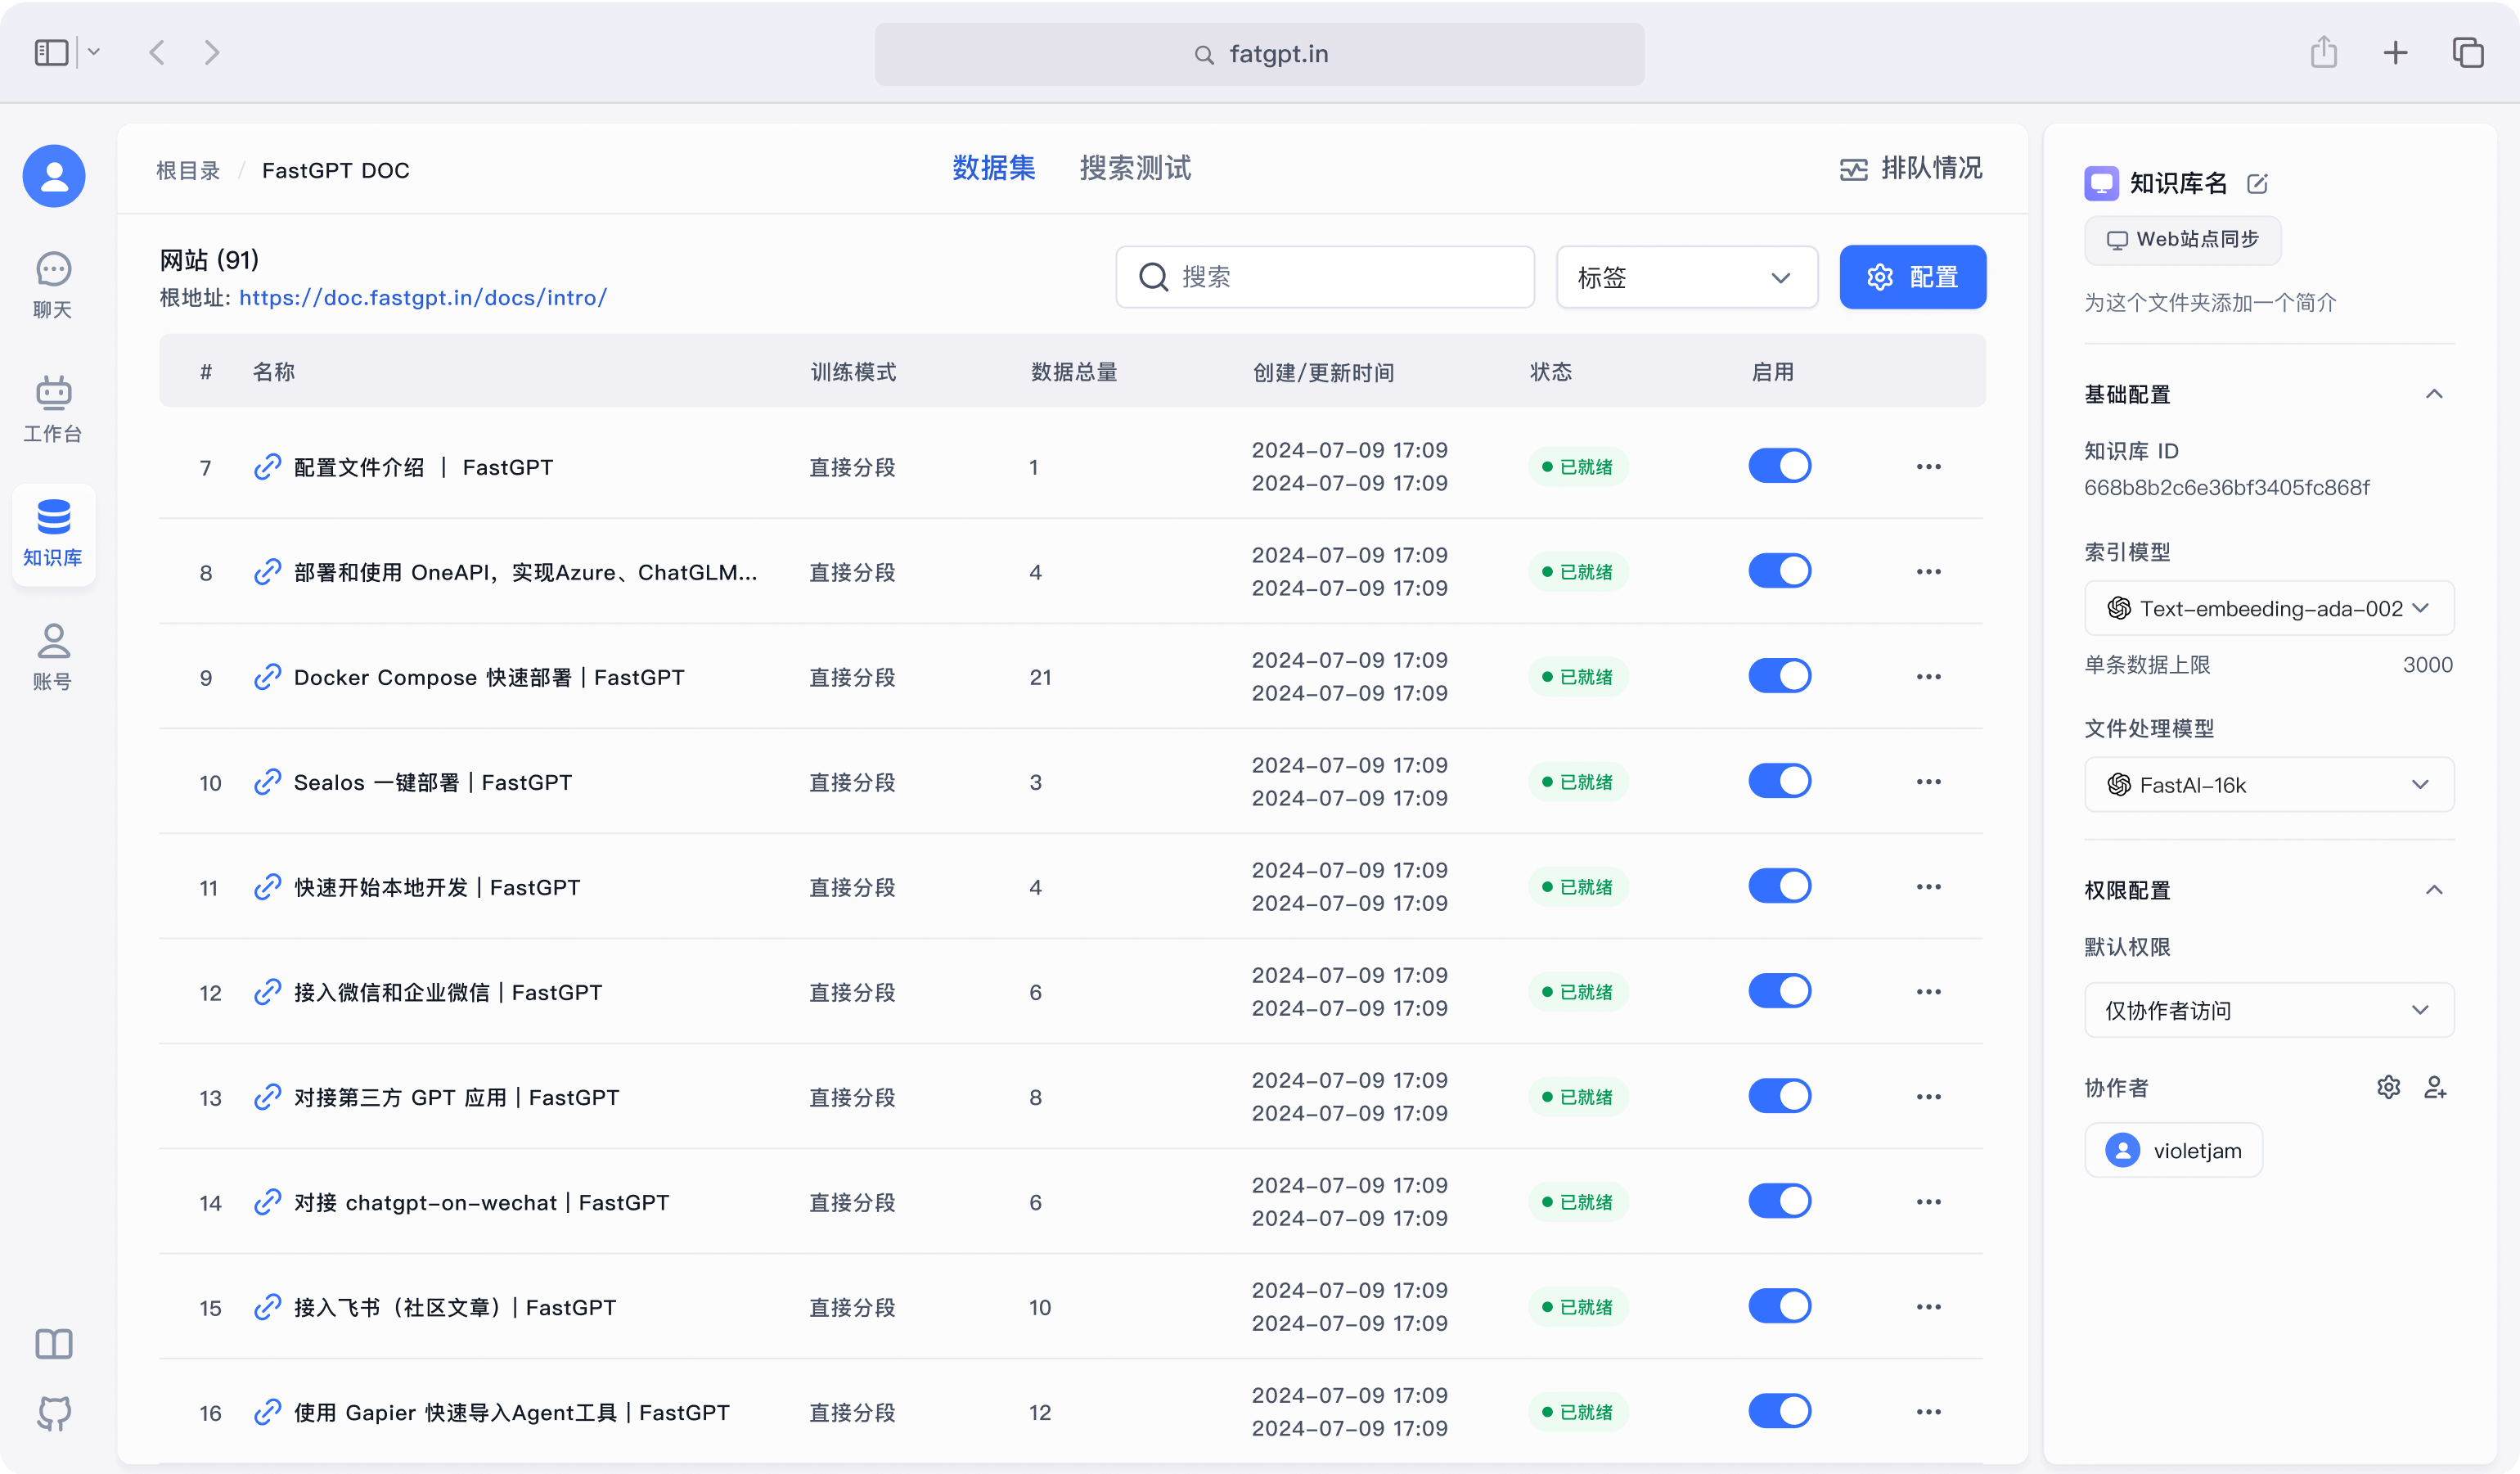 fatgpt.in
根目录 / FastGPT DOC
数据集 搜索测试
排队情况
聊天
工作台
知识库
账号
网站 (91)
根地址: https://doc.fastgpt.in/docs/intro/
搜索
标签
配置
# 名称 训练模式 数据总量 创建/更新时间 状态 启用
7 配置文件介绍 | FastGPT 直接分段 1 2024-07-09 17:09 已就绪
2024-07-09 17:09
8 部署和使用 OneAPI，实现Azure、ChatGLM... 直接分段 4 2024-07-09 17:09 已就绪
2024-07-09 17:09
9 Docker Compose 快速部署 | FastGPT 直接分段 21 2024-07-09 17:09 已就绪
2024-07-09 17:09
10 Sealos 一键部署 | FastGPT 直接分段 3 2024-07-09 17:09 已就绪
2024-07-09 17:09
11 快速开始本地开发 | FastGPT 直接分段 4 2024-07-09 17:09 已就绪
2024-07-09 17:09
12 接入微信和企业微信 | FastGPT 直接分段 6 2024-07-09 17:09 已就绪
2024-07-09 17:09
13 对接第三方 GPT 应用 | FastGPT 直接分段 8 2024-07-09 17:09 已就绪
2024-07-09 17:09
14 对接 chatgpt-on-wechat | FastGPT 直接分段 6 2024-07-09 17:09 已就绪
2024-07-09 17:09
15 接入飞书（社区文章）| FastGPT 直接分段 10 2024-07-09 17:09 已就绪
2024-07-09 17:09
16 使用 Gapier 快速导入Agent工具 | FastGPT 直接分段 12 2024-07-09 17:09 已就绪
2024-07-09 17:09
知识库名
Web站点同步
为这个文件夹添加一个简介
基础配置
知识库 ID
668b8b2c6e36bf3405fc868f
索引模型
Text-embeeding-ada-002
单条数据上限 3000
文件处理模型
FastAI-16k
权限配置
默认权限
仅协作者访问
协作者
violetjam